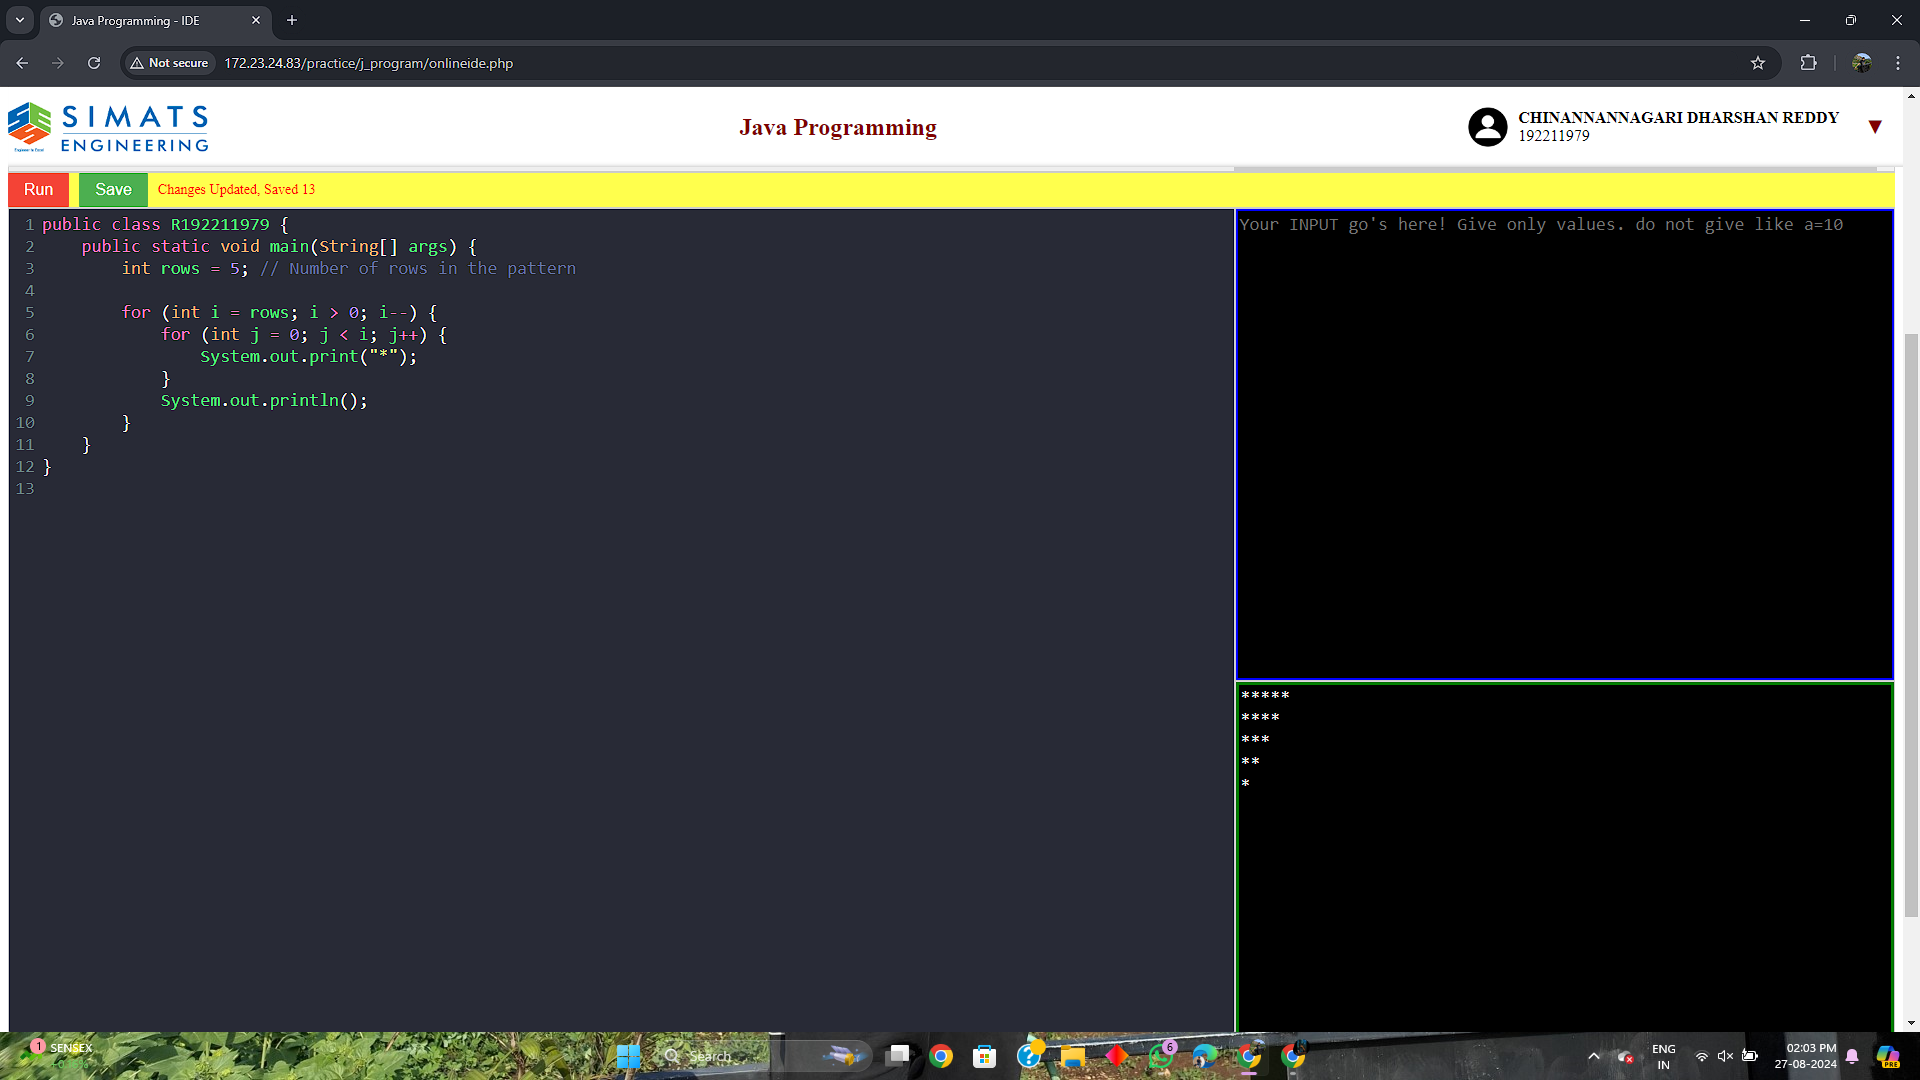 Java Programming - IDE
Not secure
172.23.24.83/practice/j_program/onlineide.php
SIMATS
ENGINEERING
Java Programming
CHINANNANNAGARI DHARSHAN REDDY
192211979
Run
Save
Changes Updated, Saved 13
1 public class R192211979 {
2     public static void main(String[] args) {
3         int rows = 5; // Number of rows in the pattern
4
5         for (int i = rows; i > 0; i--) {
6             for (int j = 0; j < i; j++) {
7                 System.out.print("*");
8             }
9             System.out.println();
10         }
11     }
12 }
13
Your INPUT go's here! Give only values. do not give like a=10
*****
****
***
**
*
1
SENSEX
Search
6
ENG
IN
02:03 PM
27-08-2024
PRE